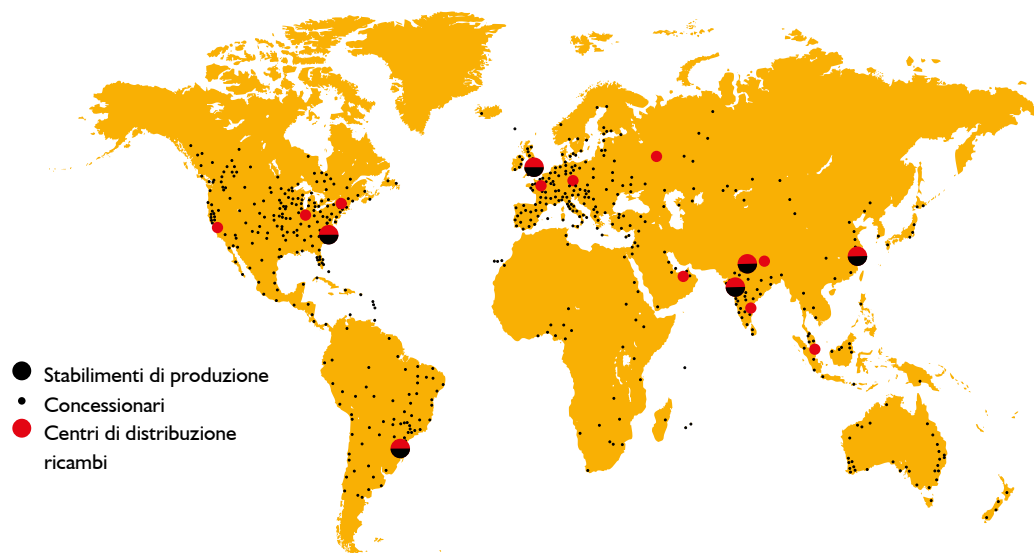 Stabilimenti di produzione
Concessionari
Centri di distribuzione
ricambi